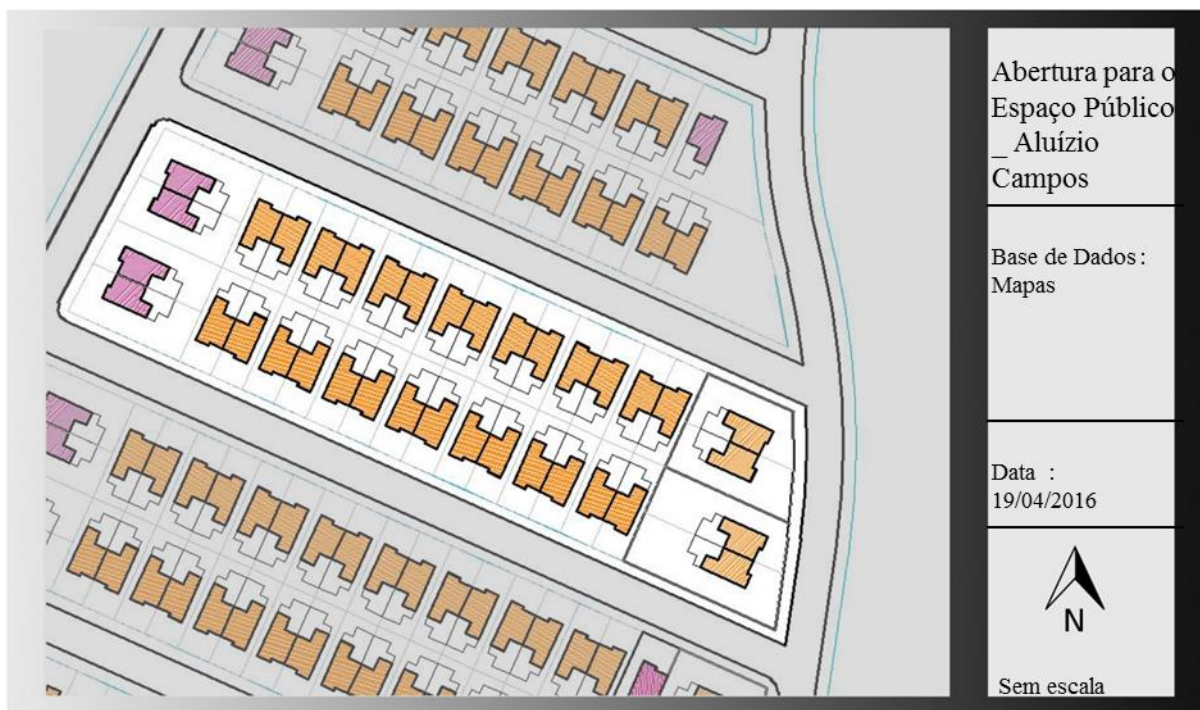 Abertura para o
Espaço Público
_ Aluízio
Campos
Base de Dados :
Mapas
Data :
19/04/2016
N
Sem escala